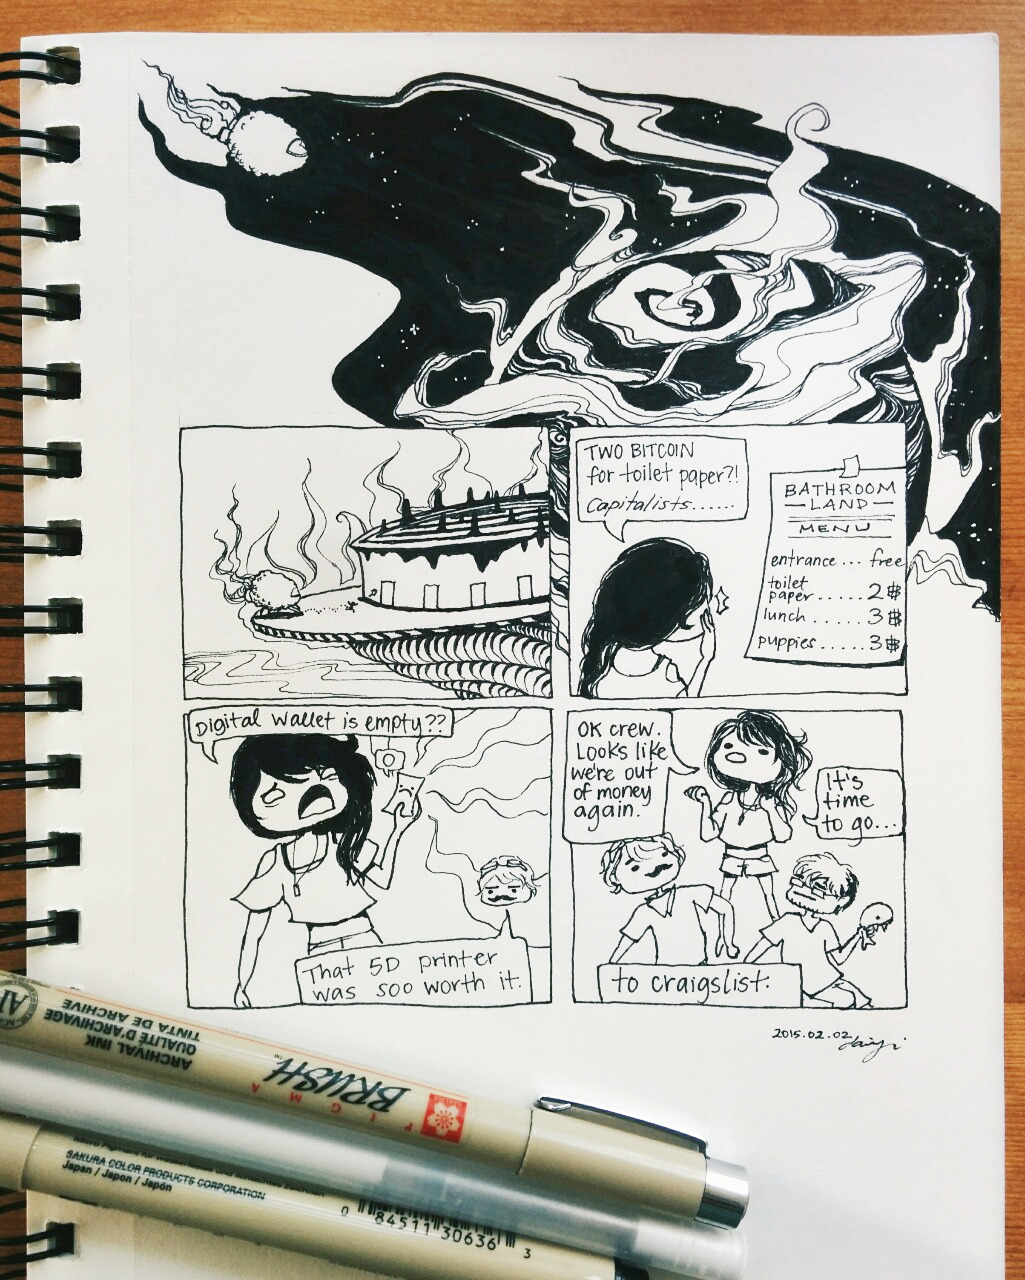 TWO BITCOIN
for toilet paper?!
Capitalists......
BATHROOM
LAND
MENU
entrance... free
toilet
paper ..... 2฿
lunch ...... 3฿
puppies ..... 3฿
Digital Wallet is empty??
That 5D printer
was soo worth it.
OK crew.
Looks like
we're out
of money
again.
It's
time
to go...
to craigslist.
2015.02.02
ARCHIVAL INK
QUALITÉ D'ARCHIVAGE
TINTA DE ARCHIVE
PIGMA
BRUSH
SAKURA COLOR PRODUCTS CORPORATION
Japan / Japon / Japón
0 84511 30636 3